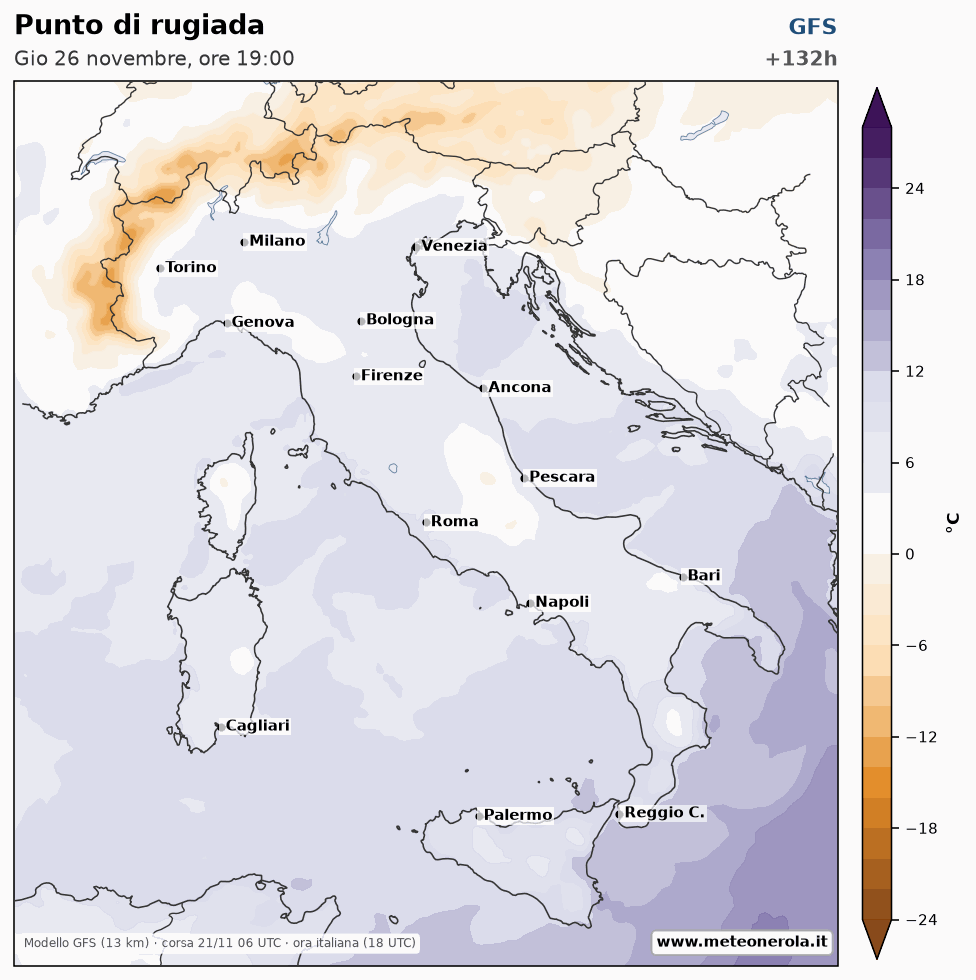 Punto di rugiada
GFS
Gio 26 novembre, ore 19:00
+132h
Milano
Venezia
Torino
Genova
Bologna
Firenze
Ancona
Pescara
Roma
Bari
Napoli
Cagliari
Palermo
Reggio C.
24
18
12
6
0
−6
−12
−18
−24
°C
Modello GFS (13 km) · corsa 21/11 06 UTC · ora italiana (18 UTC)
www.meteonerola.it